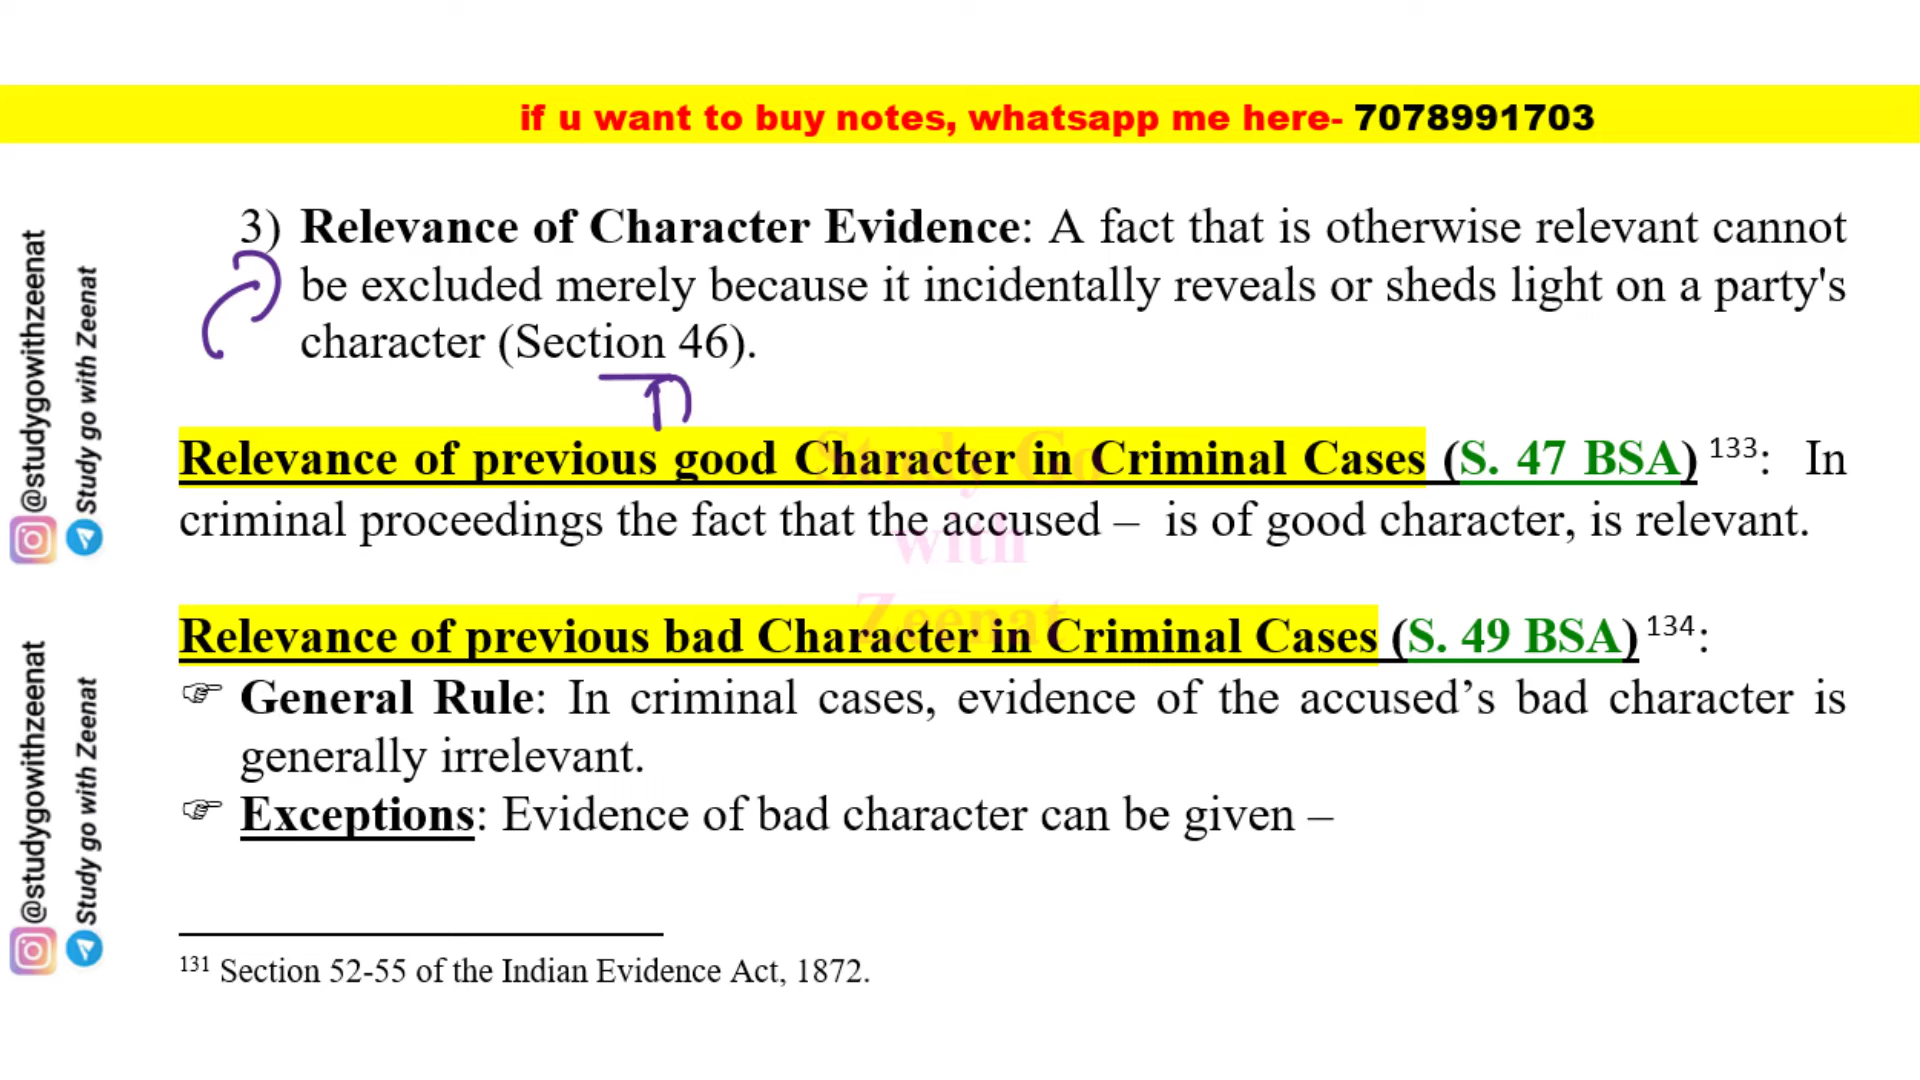 if u want to buy notes, whatsapp me here- 7078991703
3) Relevance of Character Evidence: A fact that is otherwise relevant cannot
be excluded merely because it incidentally reveals or sheds light on a party's
character (Section 46).
Relevance of previous good Character in Criminal Cases (S. 47 BSA) 133: In
criminal proceedings the fact that the accused – is of good character, is relevant.
Relevance of previous bad Character in Criminal Cases (S. 49 BSA) 134:
☞ General Rule: In criminal cases, evidence of the accused’s bad character is
generally irrelevant.
☞ Exceptions: Evidence of bad character can be given –
131 Section 52-55 of the Indian Evidence Act, 1872.
@studygowithzeenat
Study go with Zeenat
@studygowithzeenat
Study go with Zeenat
Study Go
with
Zeenat